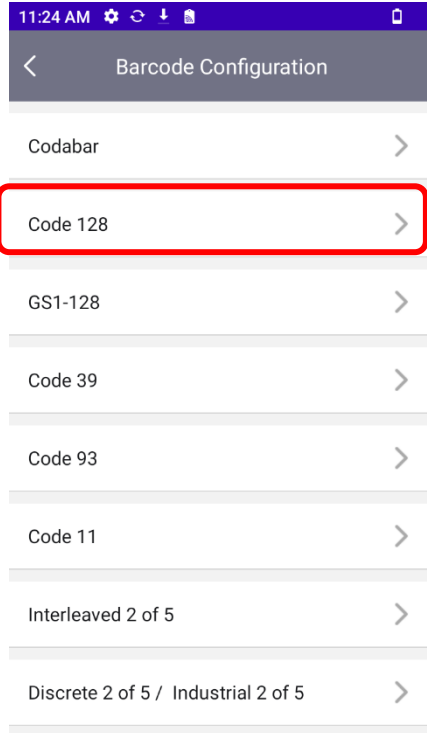 11:24 AM
Barcode Configuration
Codabar
Code 128
GS1-128
Code 39
Code 93
Code 11
Interleaved 2 of 5
Discrete 2 of 5 / Industrial 2 of 5